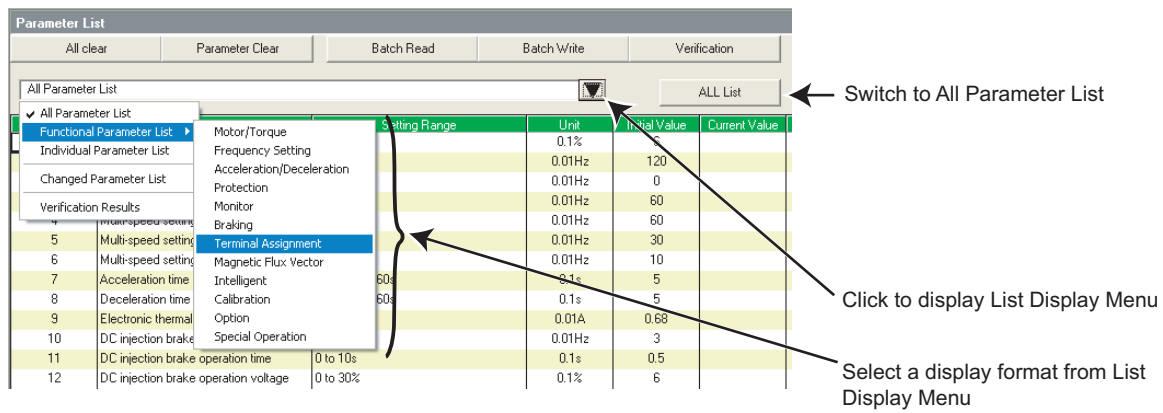 Parameter List
All clear Parameter Clear Batch Read Batch Write Verification
All Parameter List ALL List
Switch to All Parameter List
✓ All Parameter List
Functional Parameter List
Individual Parameter List
Changed Parameter List
Verification Results
Motor/Torque
Frequency Setting
Acceleration/Deceleration
Protection
Monitor
Braking
Terminal Assignment
Magnetic Flux Vector
Intelligent
Calibration
Option
Special Operation
Setting Range Unit Initial Value Current Value
0.1% 6
0.01Hz 120
0.01Hz 0
0.01Hz 60
4 Multi-speed setting 0.01Hz 60
5 Multi-speed setting 0.01Hz 30
6 Multi-speed setting 0.01Hz 10
7 Acceleration time 60s 0.1s 5
8 Deceleration time 60s 0.1s 5
9 Electronic thermal 0.01A 0.68
10 DC injection brake 0.01Hz 3
11 DC injection brake operation time 0 to 10s 0.1s 0.5
12 DC injection brake operation voltage 0 to 30% 0.1% 6
Click to display List Display Menu
Select a display format from List
Display Menu